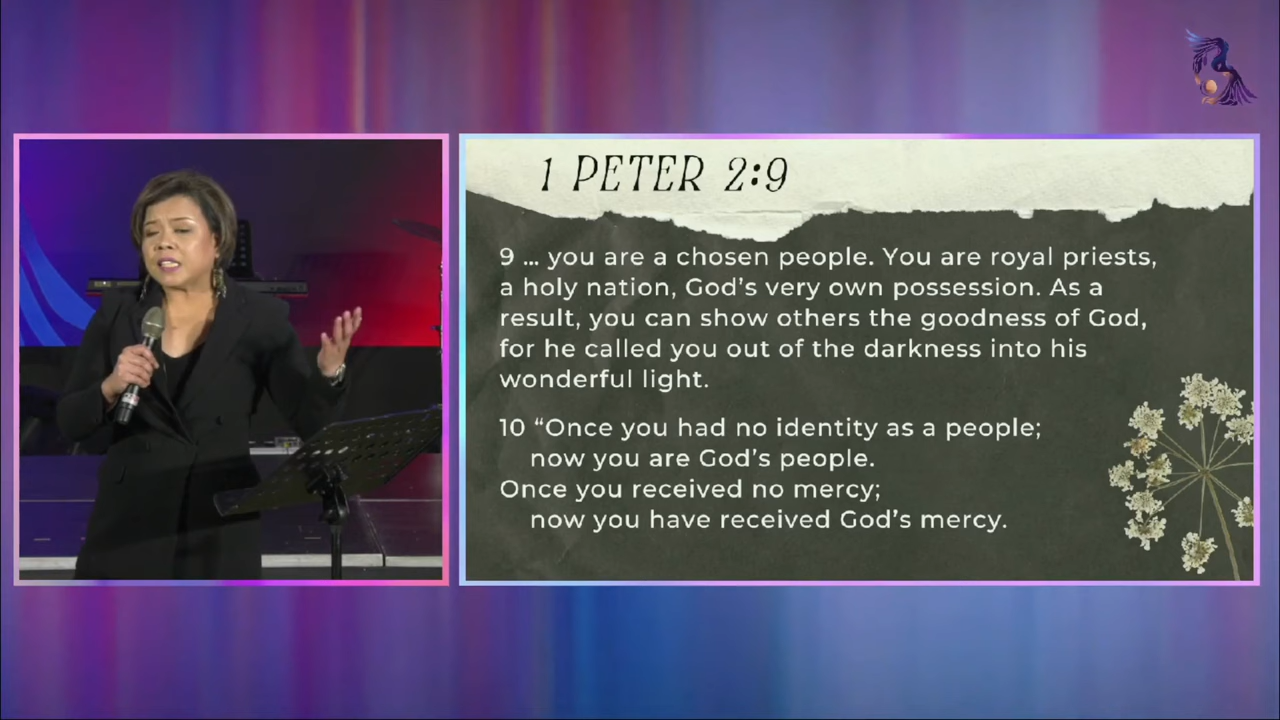 1 PETER 2:9
9 ... you are a chosen people. You are royal priests,
a holy nation, God's very own possession. As a
result, you can show others the goodness of God,
for he called you out of the darkness into his
wonderful light.
10 “Once you had no identity as a people;
now you are God's people.
Once you received no mercy;
now you have received God's mercy.